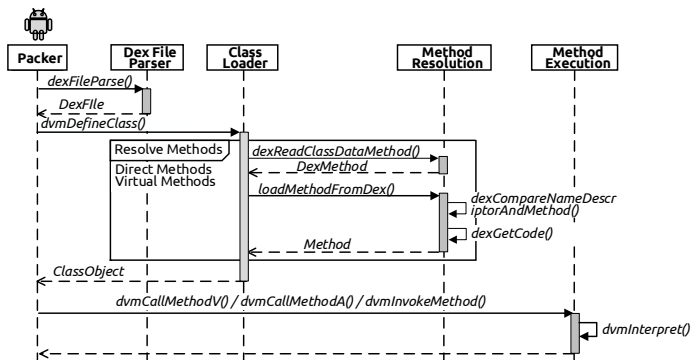 Packer
Dex File
Parser
Class
Loader
Method
Resolution
Method
Execution
dexFileParse()
DexFIle
dvmDefineClass()
Resolve Methods
Direct Methods
Virtual Methods
dexReadClassDataMethod()
DexMethod
loadMethodFromDex()
dexCompareNameDescr
iptorAndMethod()
dexGetCode()
Method
ClassObject
dvmCallMethodV() / dvmCallMethodA() / dvmInvokeMethod()
dvmInterpret()